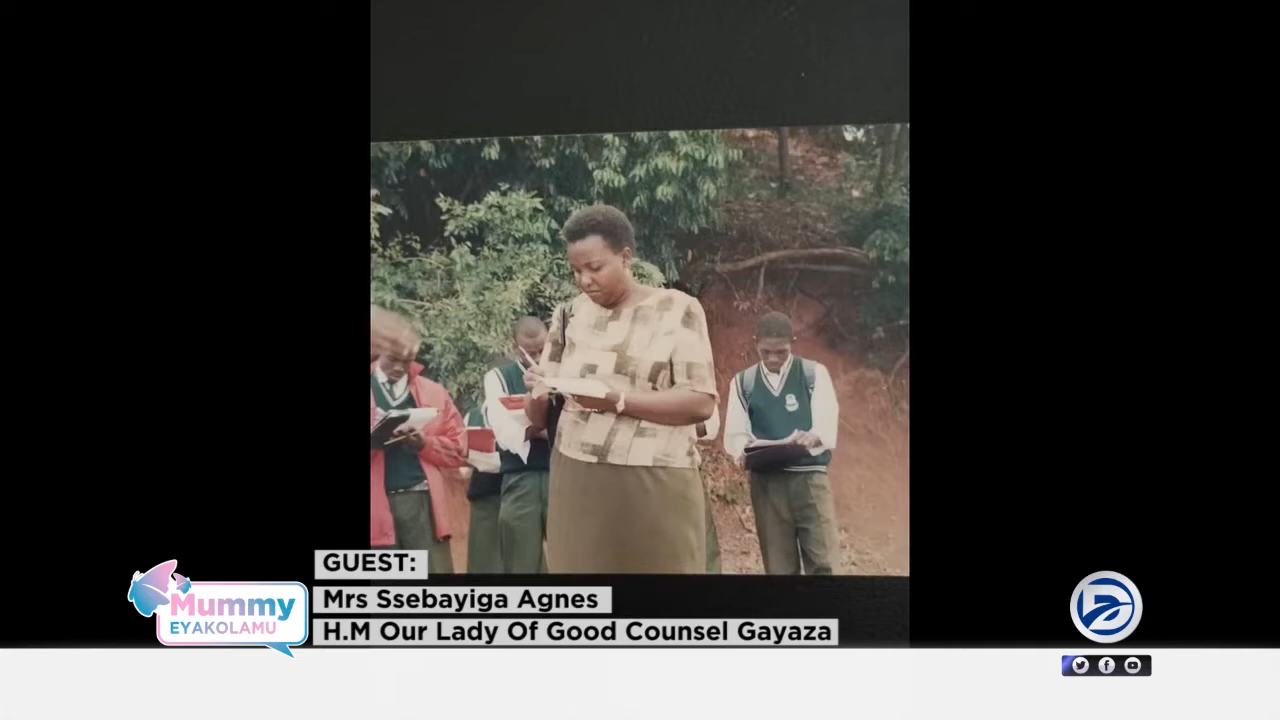 GUEST:
Mrs Ssebayiga Agnes
H.M Our Lady Of Good Counsel Gayaza
Mummy
EYAKOLAMU